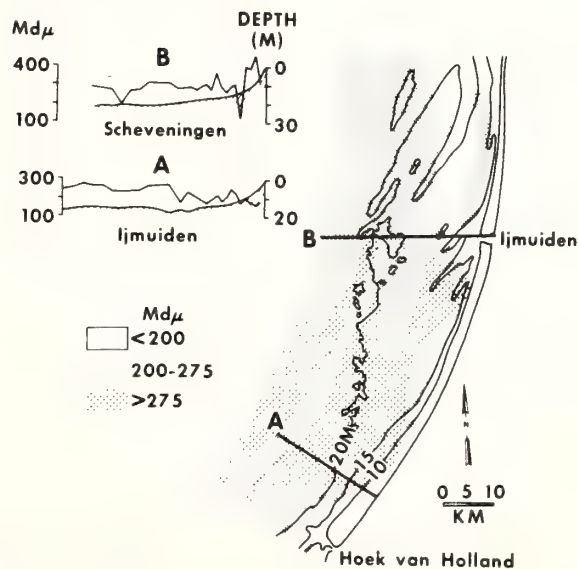 Mdμ
DEPTH
(M)
B
400
100
0
30
Scheveningen
A
300
100
0
20
Ijmuiden
B
Ijmuiden
Mdμ
<200
200-275
>275
A
20M
15
10
0 5 10
KM
Hoek van Holland